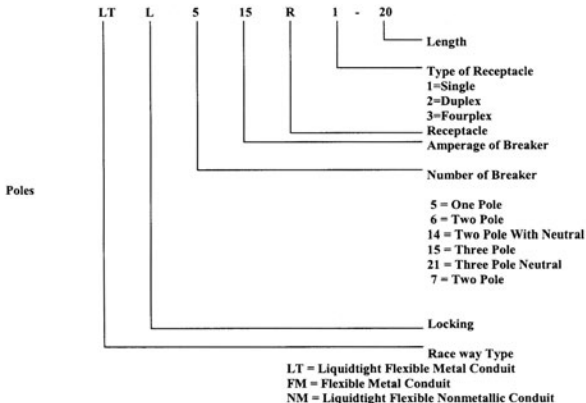 LT L 5 15 R 1 - 20
Length
Type of Receptacle
1=Single
2=Duplex
3=Fourplex
Receptacle
Amperage of Breaker
Number of Breaker
Poles
5 = One Pole
6 = Two Pole
14 = Two Pole With Neutral
15 = Three Pole
21 = Three Pole Neutral
7 = Two Pole
Locking
Race way Type
LT = Liquidtight Flexible Metal Conduit
FM = Flexible Metal Conduit
NM = Liquidtight Flexible Nonmetallic Conduit